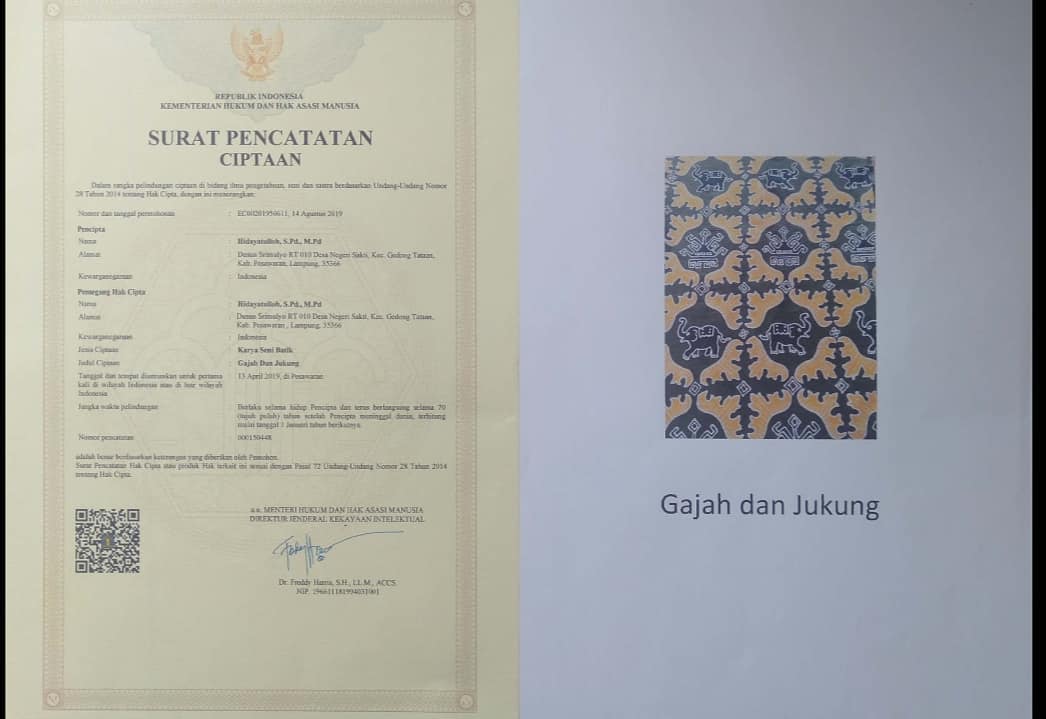 REPUBLIK INDONESIA
KEMENTERIAN HUKUM DAN HAK ASASI MANUSIA
SURAT PENCATATAN
CIPTAAN
Dalam rangka pelindungan ciptaan di bidang ilmu pengetahuan, seni dan sastra berdasarkan Undang-Undang Nomor
28 Tahun 2014 tentang Hak Cipta, dengan ini menerangkan:
Nomor dan tanggal permohonan : EC00201950611, 14 Agustus 2019
Pencipta
Nama : Hidayatulloh, S.Pd., M.Pd
Alamat : Dusun Srimulyo RT 010 Desa Negeri Sakti, Kec. Gedong Tataan,
Kab. Pesawaran, Lampung, 35366
Kewarganegaraan : Indonesia
Pemegang Hak Cipta
Nama : Hidayatulloh, S.Pd., M.Pd
Alamat : Dusun Srimulyo RT 010 Desa Negeri Sakti, Kec. Gedong Tataan,
Kab. Pesawaran , Lampung, 35366
Kewarganegaraan : Indonesia
Jenis Ciptaan : Karya Seni Batik
Judul Ciptaan : Gajah Dan Jukung
Tanggal dan tempat diumumkan untuk pertama : 13 April 2019, di Pesawaran
kali di wilayah Indonesia atau di luar wilayah
Indonesia
Jangka waktu pelindungan : Berlaku selama hidup Pencipta dan terus berlangsung selama 70
(tujuh puluh) tahun setelah Pencipta meninggal dunia, terhitung
mulai tanggal 1 Januari tahun berikutnya.
Nomor pencatatan : 000150448
adalah benar berdasarkan keterangan yang diberikan oleh Pemohon.
Surat Pencatatan Hak Cipta atau produk Hak terkait ini sesuai dengan Pasal 72 Undang-Undang Nomor 28 Tahun 2014
tentang Hak Cipta.
a.n. MENTERI HUKUM DAN HAK ASASI MANUSIA
DIREKTUR JENDERAL KEKAYAAN INTELEKTUAL
Dr. Freddy Harris, S.H., LL.M., ACCS.
NIP. 196611181994031001
Gajah dan Jukung